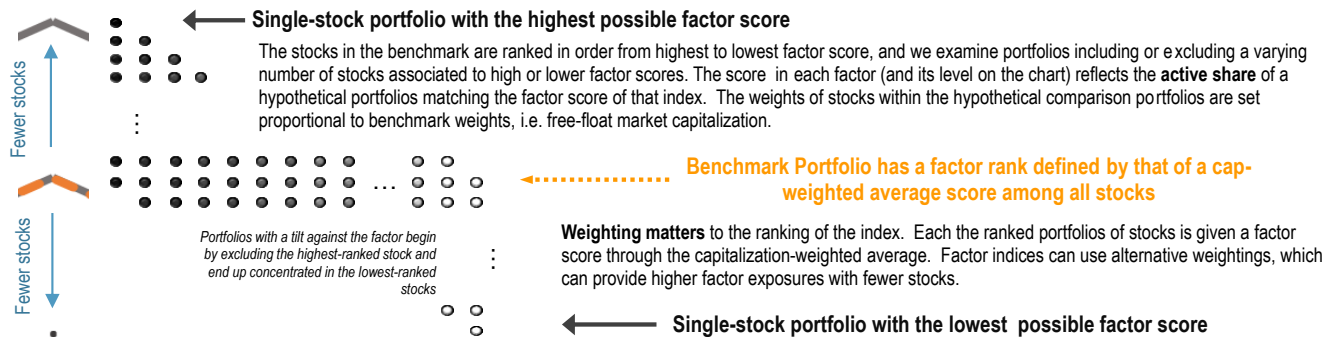 Single-stock portfolio with the highest possible factor score
The stocks in the benchmark are ranked in order from highest to lowest factor score, and we examine portfolios including or excluding a varying
number of stocks associated to high or lower factor scores. The score in each factor (and its level on the chart) reflects the active share of a
hypothetical portfolios matching the factor score of that index. The weights of stocks within the hypothetical comparison portfolios are set
proportional to benchmark weights, i.e. free-float market capitalization.
Fewer stocks
⋮
...
Benchmark Portfolio has a factor rank defined by that of a cap-
weighted average score among all stocks
Fewer stocks
Portfolios with a tilt against the factor begin
by excluding the highest-ranked stock and
end up concentrated in the lowest-ranked
stocks
⋮
Weighting matters to the ranking of the index. Each the ranked portfolios of stocks is given a factor
score through the capitalization-weighted average. Factor indices can use alternative weightings, which
can provide higher factor exposures with fewer stocks.
Single-stock portfolio with the lowest possible factor score